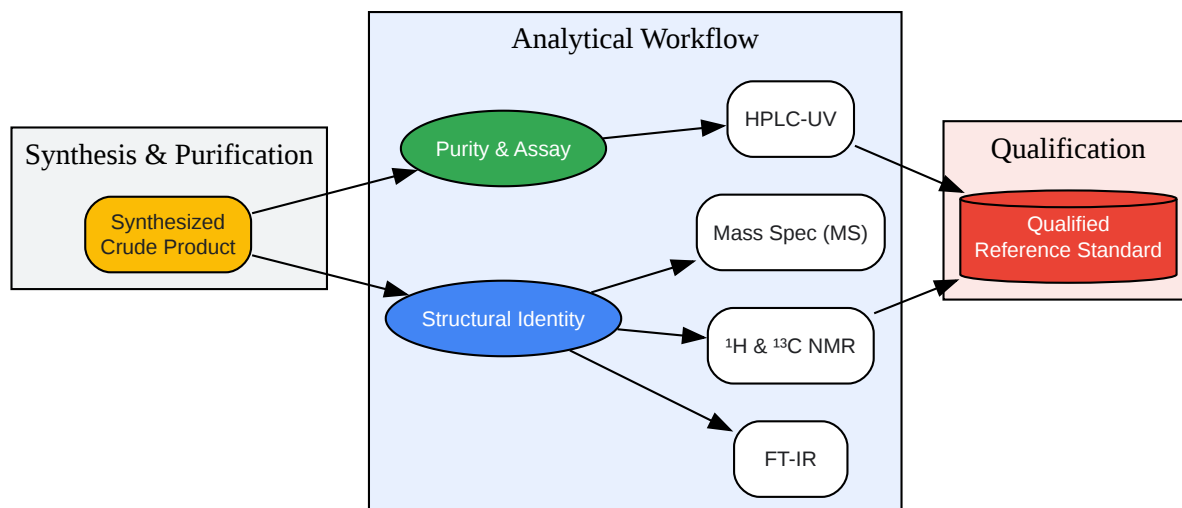 Analytical Workflow
Synthesis & Purification
Synthesized
Crude Product
Purity & Assay
Structural Identity
HPLC-UV
Mass Spec (MS)
¹H & ¹³C NMR
FT-IR
Qualification
Qualified
Reference Standard